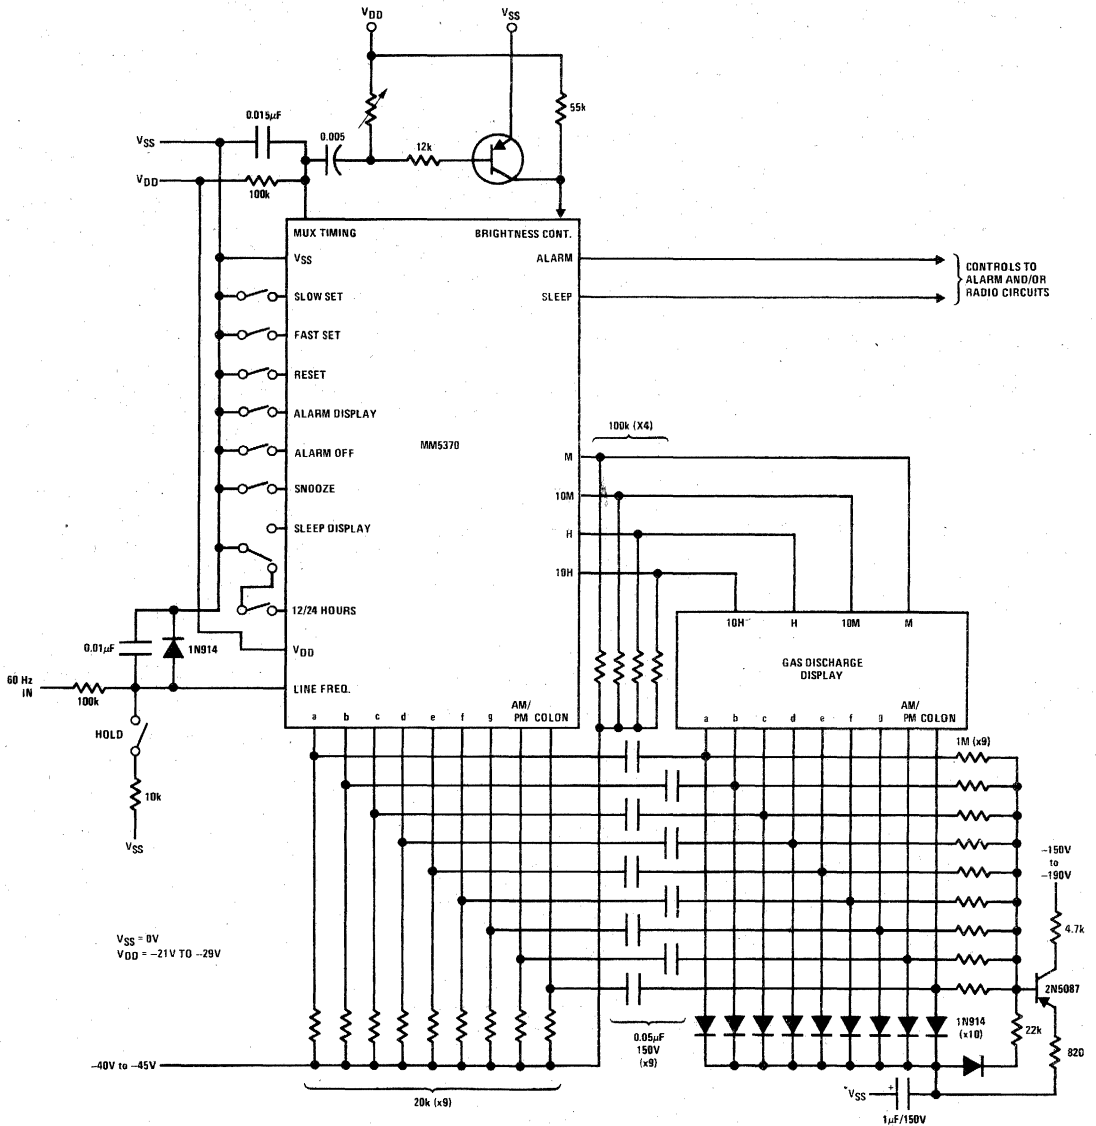 VDD
VSS
0.015µF
55k
0.005
12k
VSS
VDD
100k
MUX TIMING
BRIGHTNESS CONT.
VSS
ALARM
SLOW SET
SLEEP
CONTROLS TO
ALARM AND/OR
RADIO CIRCUITS
FAST SET
RESET
ALARM DISPLAY
100k (X4)
ALARM OFF
MM5370
M
SNOOZE
10M
SLEEP DISPLAY
H
10H
12/24 HOURS
10H H 10M M
0.01µF
1N914
VDD
GAS DISCHARGE
DISPLAY
60 Hz
IN
100k
LINE FREQ.
AM/
a b c d e f g PM COLON
AM/
a b c d e f g PM COLON
HOLD
1M (x9)
10k
VSS
-150V
to
-190V
4.7k
VSS = 0V
VDD = -21V TO -29V
2N5087
0.05µF
150V
(x9)
1N914
(x10)
22k
820
-40V to -45V
20k (x9)
VSS
+
1µF/150V